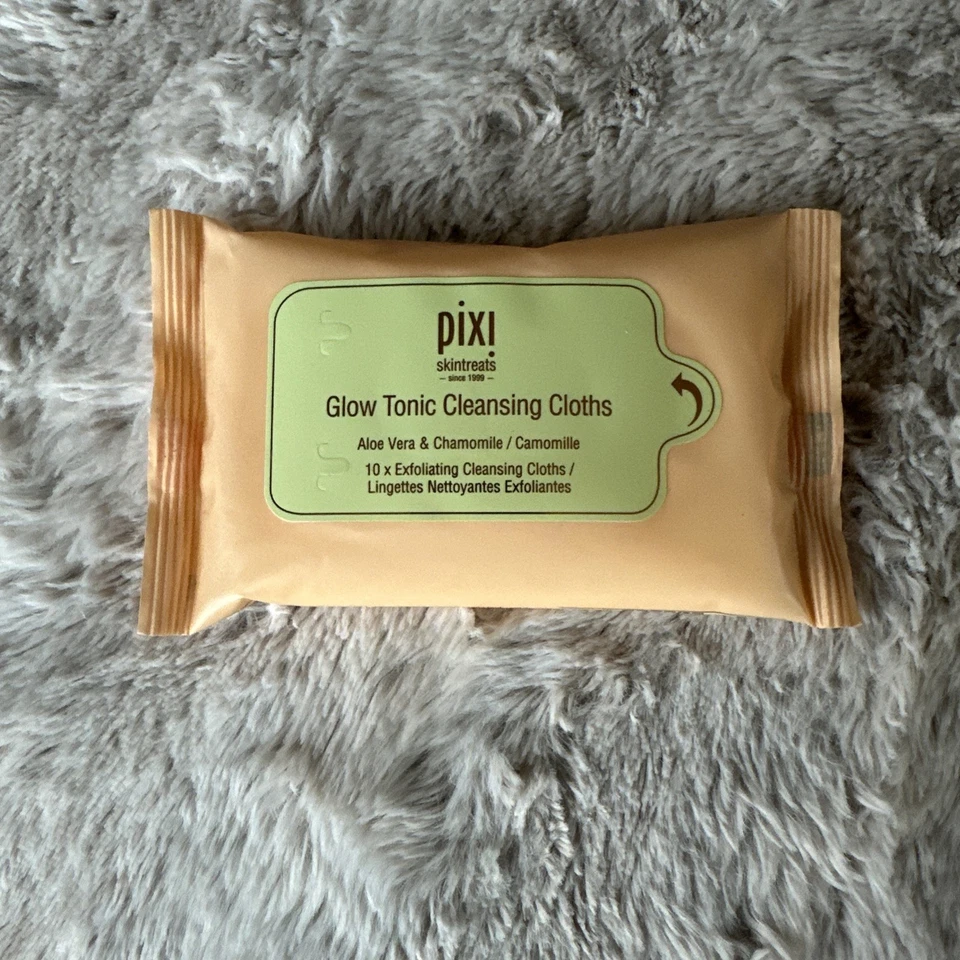 pixi
skintreats
– since 1999 –
Glow Tonic Cleansing Cloths
Aloe Vera & Chamomile / Camomille
10 x Exfoliating Cleansing Cloths /
Lingettes Nettoyantes Exfoliantes